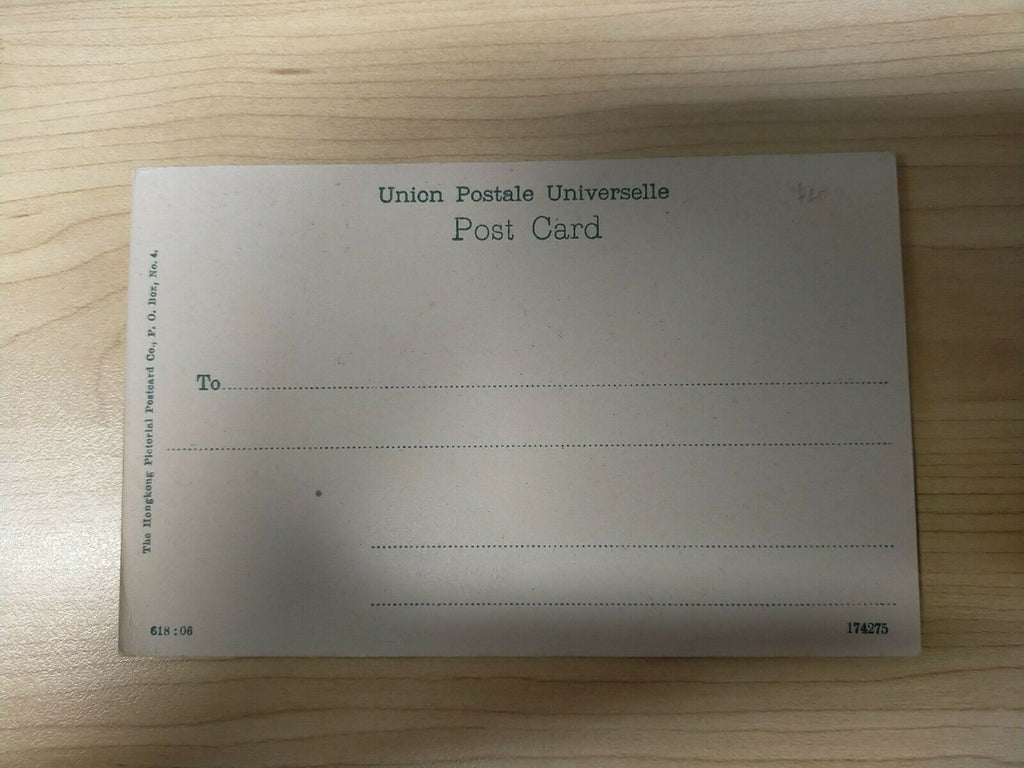 Union Postale Universelle
Post Card
To
The Hongkong Pictorial Postcard Co., P. O. Box, No. 4.
618 : 06
174275